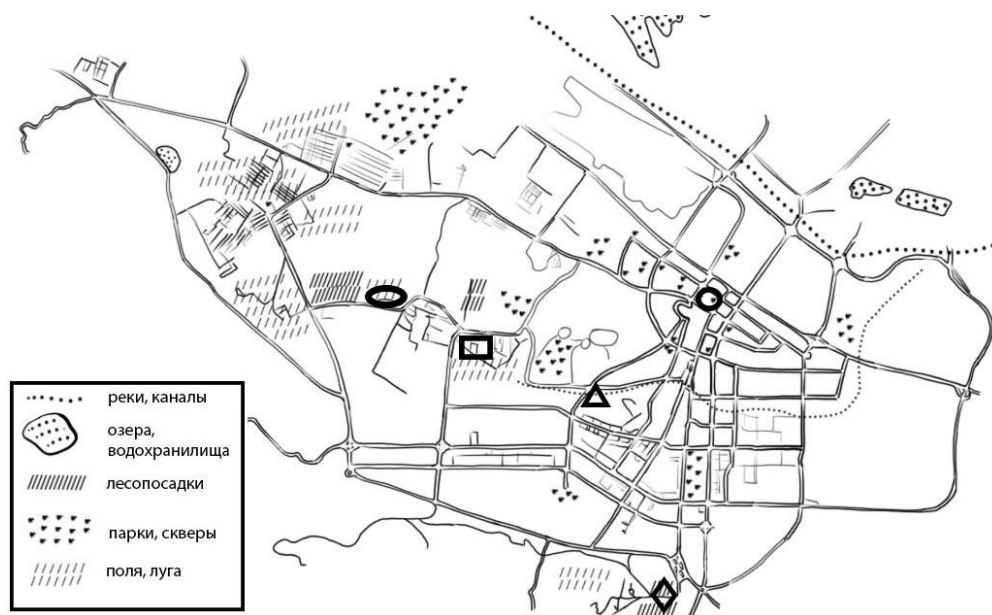 реки, каналы
озера,
водохранилища
лесопосадки
парки, скверы
поля, луга